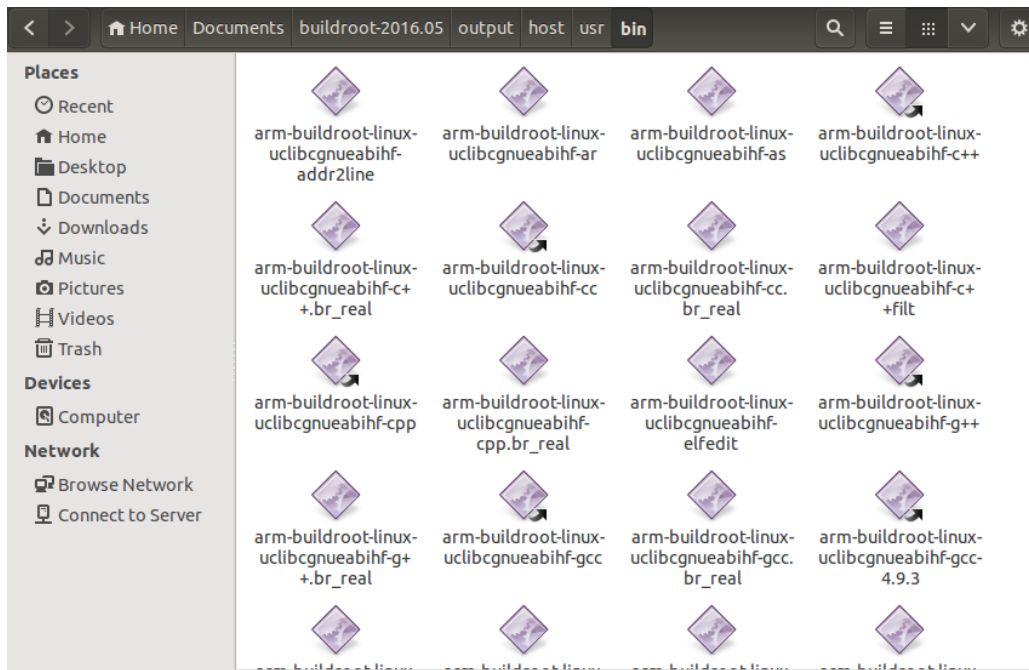 Home Documents buildroot-2016.05 output host usr bin
Places
Recent
Home
Desktop
Documents
Downloads
Music
Pictures
Videos
Trash
Devices
Computer
Network
Browse Network
Connect to Server
arm-buildroot-linux-
uclibcgnueabihf-
addr2line
arm-buildroot-linux-
uclibcgnueabihf-ar
arm-buildroot-linux-
uclibcgnueabihf-as
arm-buildroot-linux-
uclibcgnueabihf-c++
arm-buildroot-linux-
uclibcgnueabihf-c+
+.br_real
arm-buildroot-linux-
uclibcgnueabihf-cc
arm-buildroot-linux-
uclibcgnueabihf-cc.
br_real
arm-buildroot-linux-
uclibcgnueabihf-c+
+filt
arm-buildroot-linux-
uclibcgnueabihf-cpp
arm-buildroot-linux-
uclibcgnueabihf-
cpp.br_real
arm-buildroot-linux-
uclibcgnueabihf-
elfedit
arm-buildroot-linux-
uclibcgnueabihf-g++
arm-buildroot-linux-
uclibcgnueabihf-g+
+.br_real
arm-buildroot-linux-
uclibcgnueabihf-gcc
arm-buildroot-linux-
uclibcgnueabihf-gcc.
br_real
arm-buildroot-linux-
uclibcgnueabihf-gcc-
4.9.3